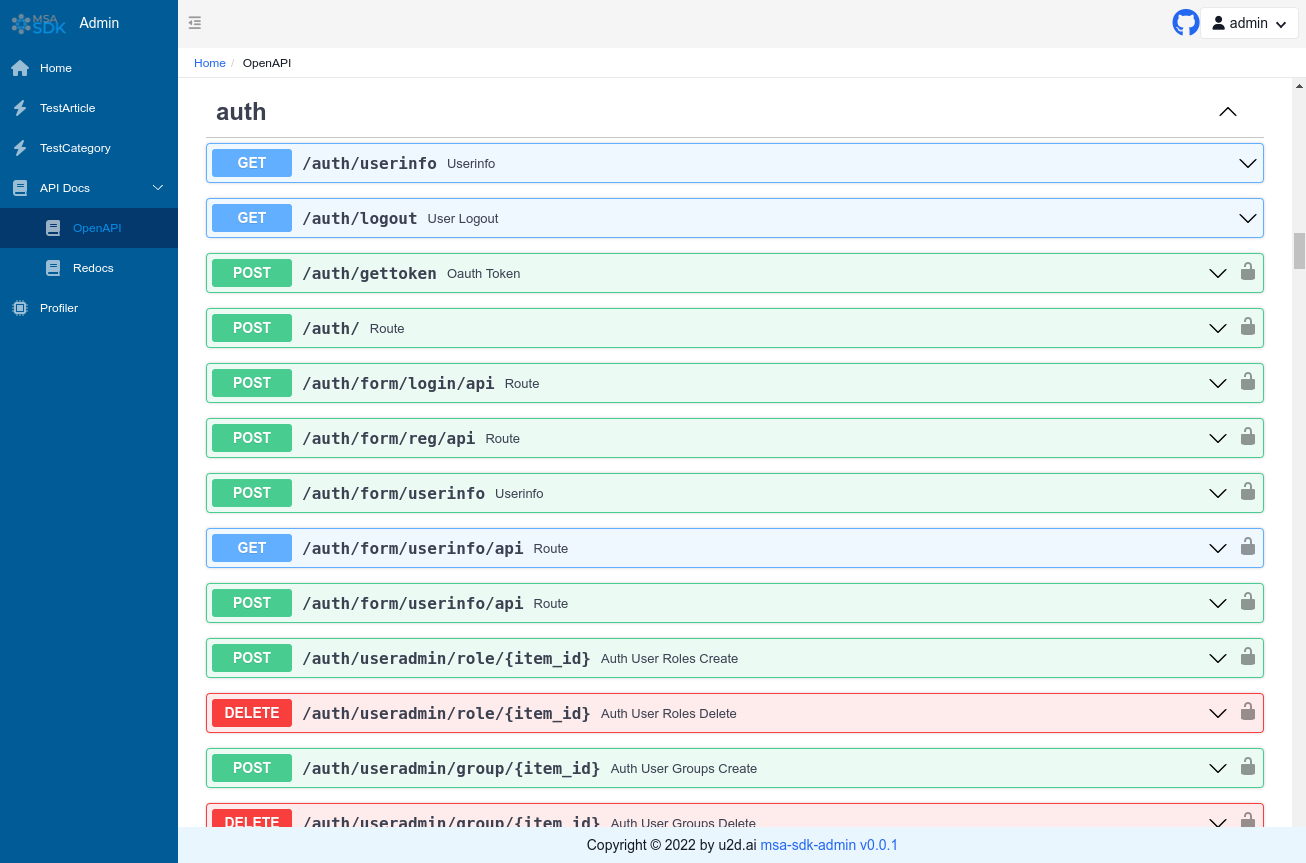 MSA
SDK
Admin
admin
Home
TestArticle
TestCategory
API Docs
OpenAPI
Redocs
Profiler
Home / OpenAPI
auth
GET /auth/userinfo Userinfo
GET /auth/logout User Logout
POST /auth/gettoken Oauth Token
POST /auth/ Route
POST /auth/form/login/api Route
POST /auth/form/reg/api Route
POST /auth/form/userinfo Userinfo
GET /auth/form/userinfo/api Route
POST /auth/form/userinfo/api Route
POST /auth/useradmin/role/{item_id} Auth User Roles Create
DELETE /auth/useradmin/role/{item_id} Auth User Roles Delete
POST /auth/useradmin/group/{item_id} Auth User Groups Create
DELETE /auth/useradmin/group/{item_id} Auth User Groups Delete
Copyright © 2022 by u2d.ai msa-sdk-admin v0.0.1